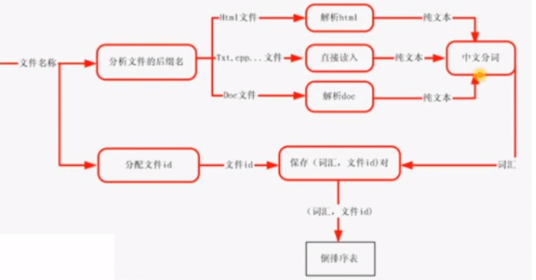 文件名称
分析文件的后缀名
Html文件
解析html
纯文本
Txt.cpp...文件
直接读入
纯文本
中文分词
Doc文件
解析doc
纯文本
分配文件id
文件id
保存（词汇，文件id)对
词汇
(词汇，文件id)
倒排序表